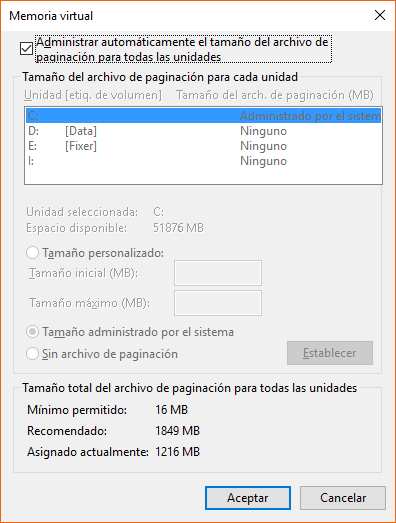 Memoria virtual
Administrar automáticamente el tamaño del archivo de
paginación para todas las unidades
Tamaño del archivo de paginación para cada unidad
Unidad [etiq. de volumen] Tamaño del arch. de paginación (MB)
C: Administrado por el sistema
D: [Data] Ninguno
E: [Fixer] Ninguno
I: Ninguno
Unidad seleccionada: C:
Espacio disponible: 51876 MB
Tamaño personalizado:
Tamaño inicial (MB):
Tamaño máximo (MB):
Tamaño administrado por el sistema
Sin archivo de paginación
Establecer
Tamaño total del archivo de paginación para todas las unidades
Mínimo permitido: 16 MB
Recomendado: 1849 MB
Asignado actualmente: 1216 MB
Aceptar Cancelar